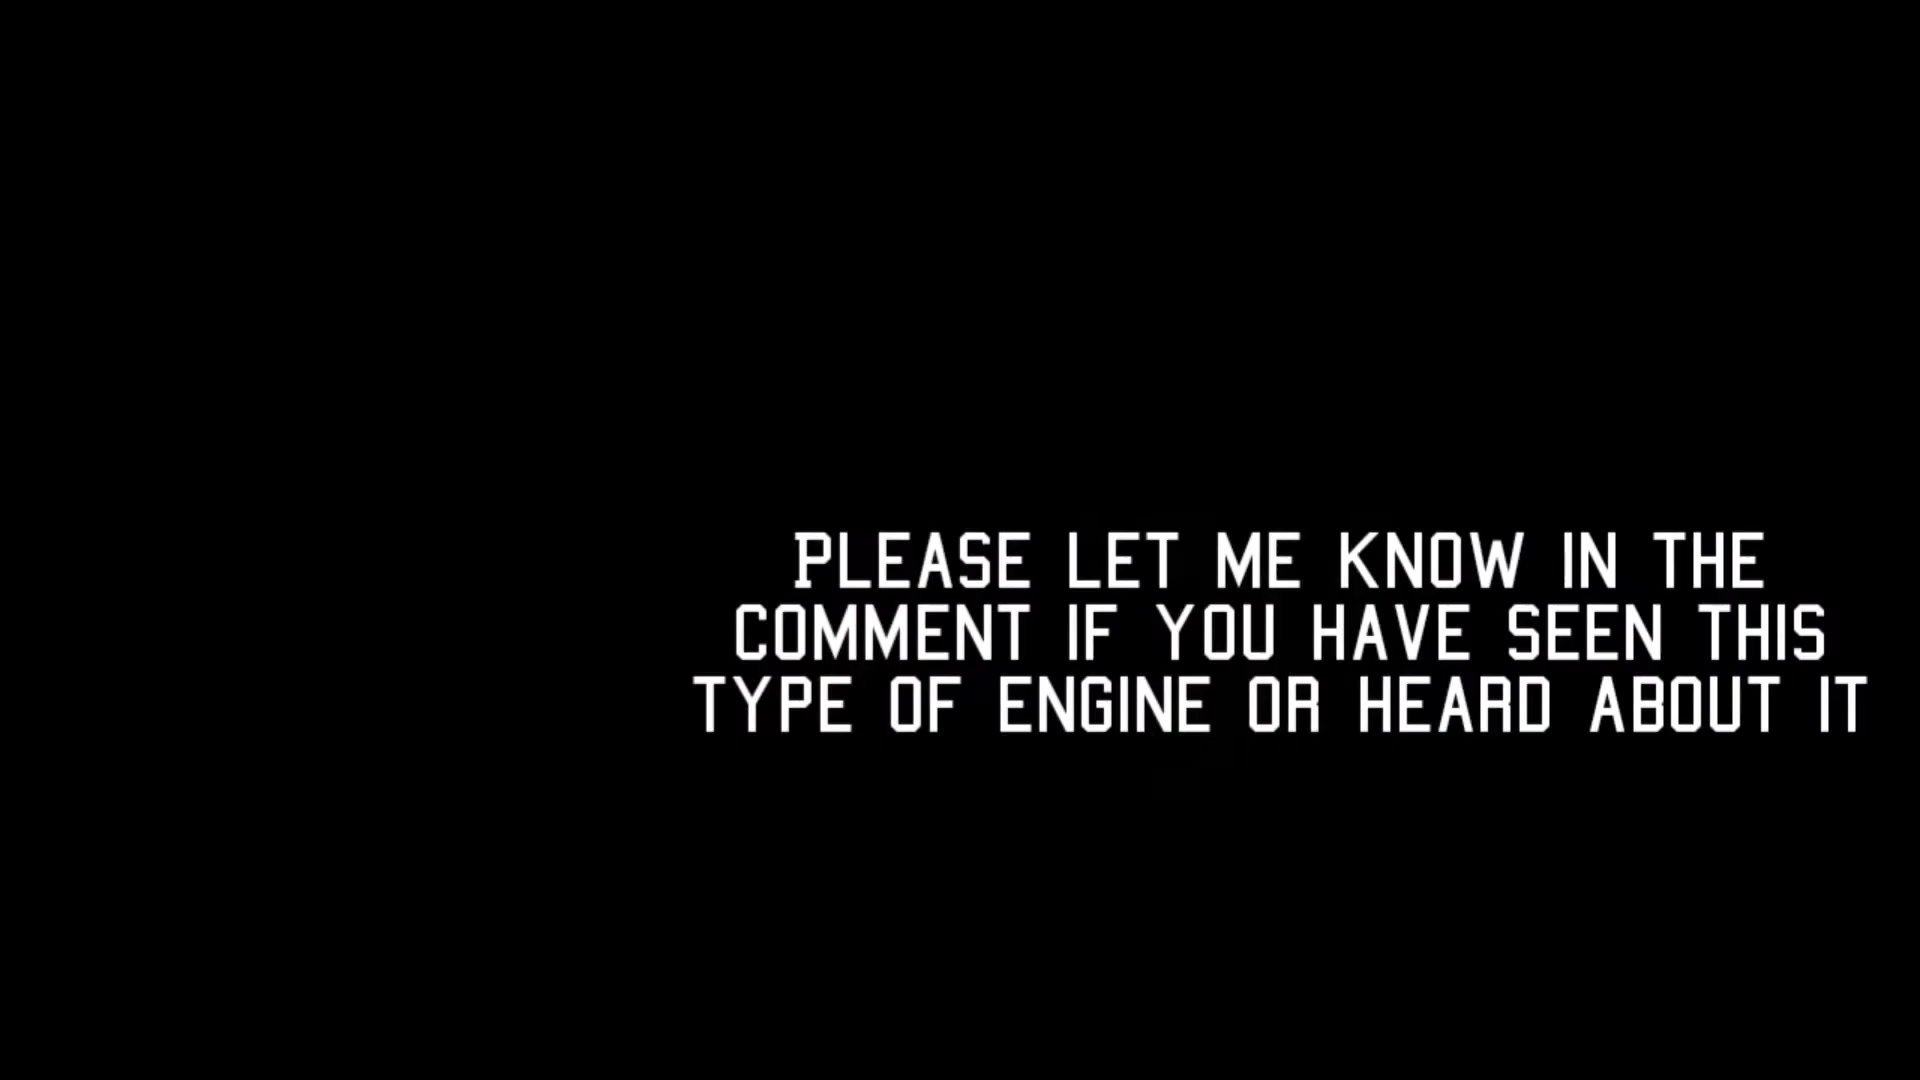 PLEASE LET ME KNOW IN THE
COMMENT IF YOU HAVE SEEN THIS
TYPE OF ENGINE OR HEARD ABOUT IT